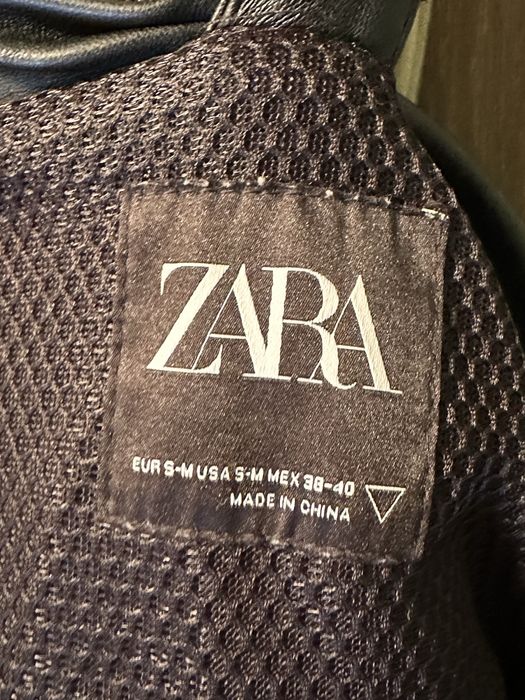 ZARA
EUR S-M USA S-M MEX 38-40
MADE IN CHINA